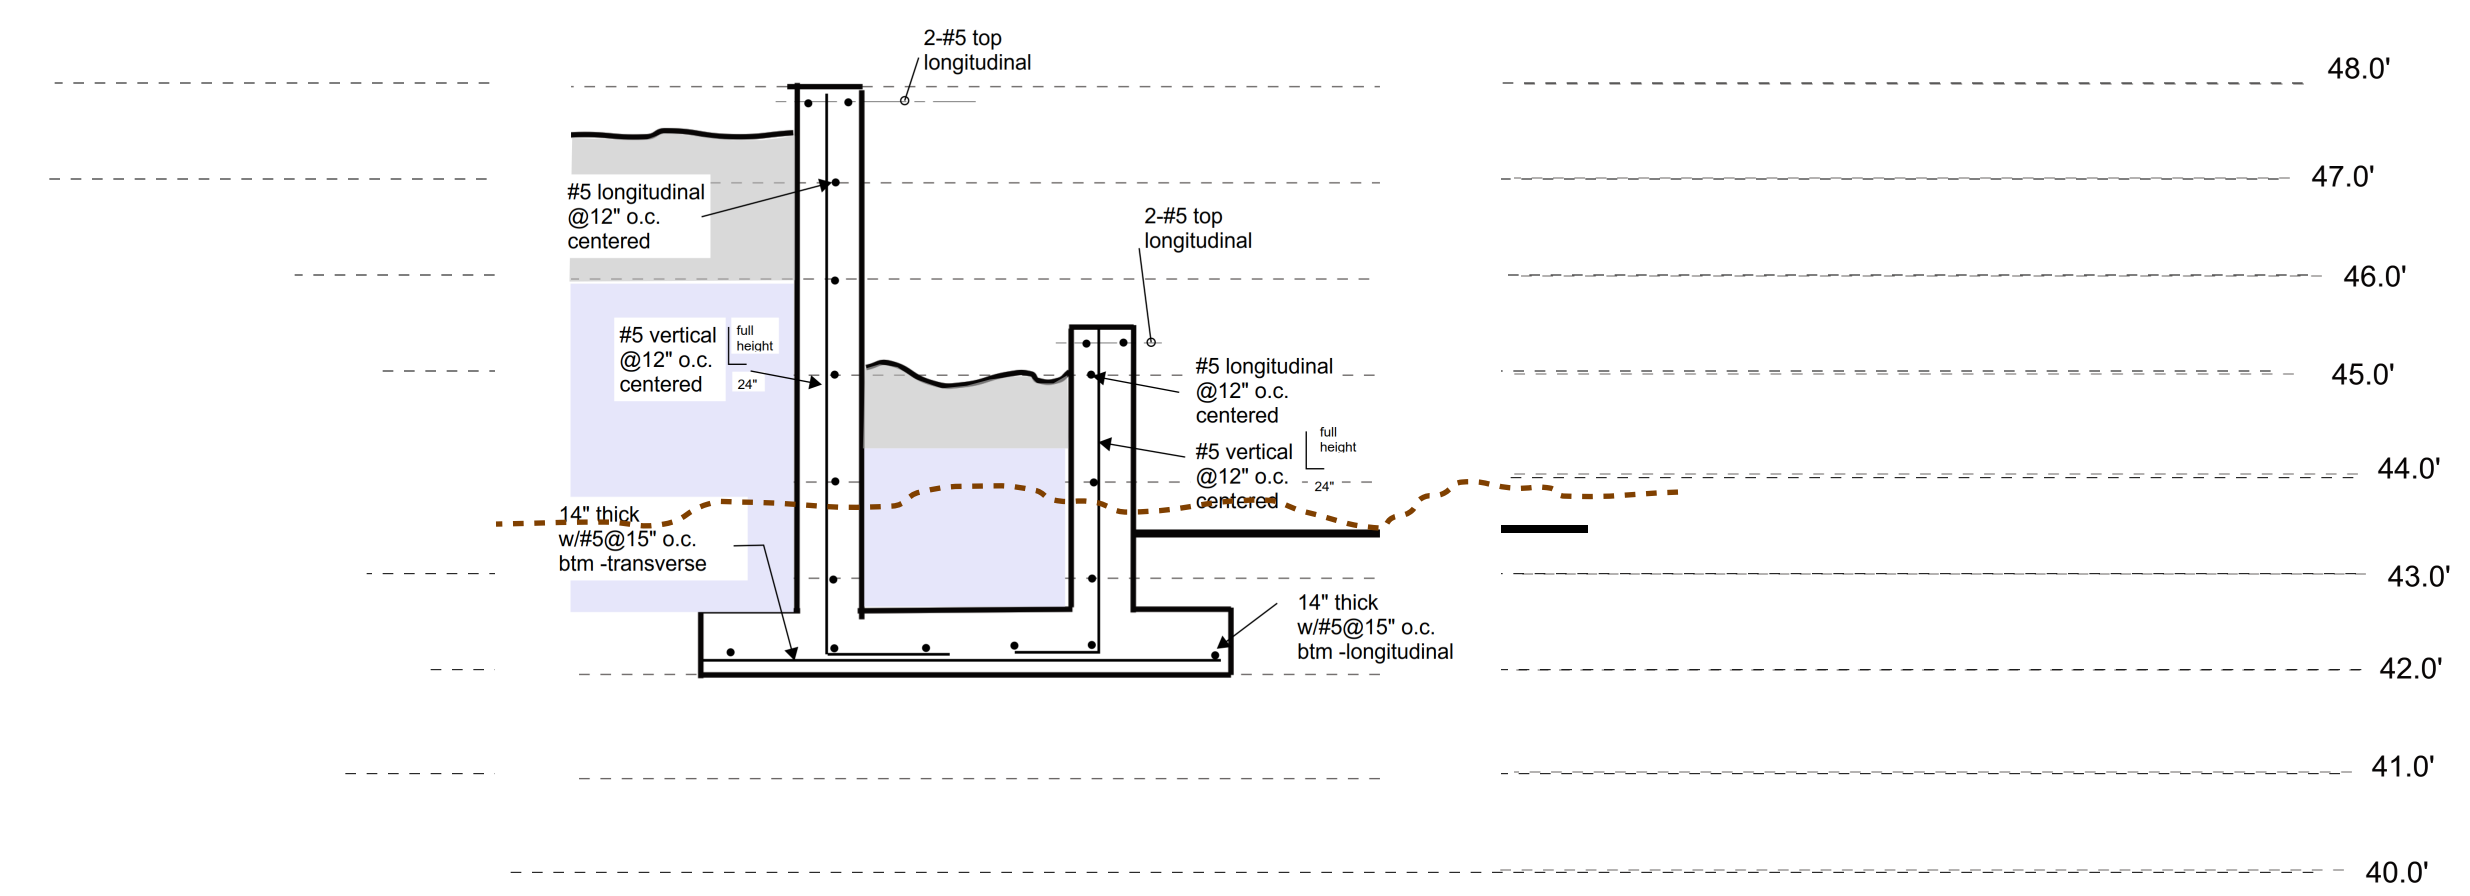 2-#5 top
longitudinal
48.0'
47.0'
#5 longitudinal
@12" o.c.
centered
2-#5 top
longitudinal
46.0'
#5 vertical
@12" o.c.
centered
full
height
24"
#5 longitudinal
@12" o.c.
centered
45.0'
#5 vertical
@12" o.c.
centered
full
height
24"
44.0'
14" thick
w/#5@15" o.c.
btm -transverse
43.0'
14" thick
w/#5@15" o.c.
btm -longitudinal
42.0'
41.0'
40.0'